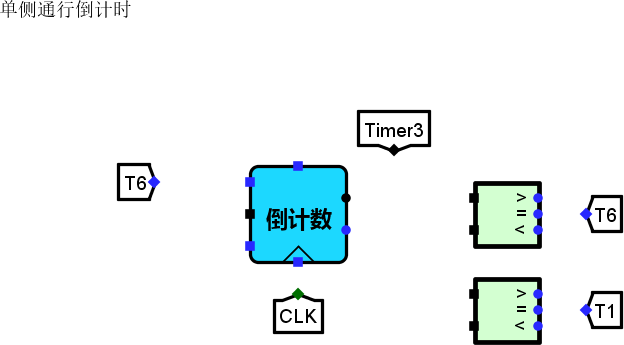 单侧通行倒计时
Timer3
T6
倒计数
>
=
<
T6
CLK
>
=
<
T1